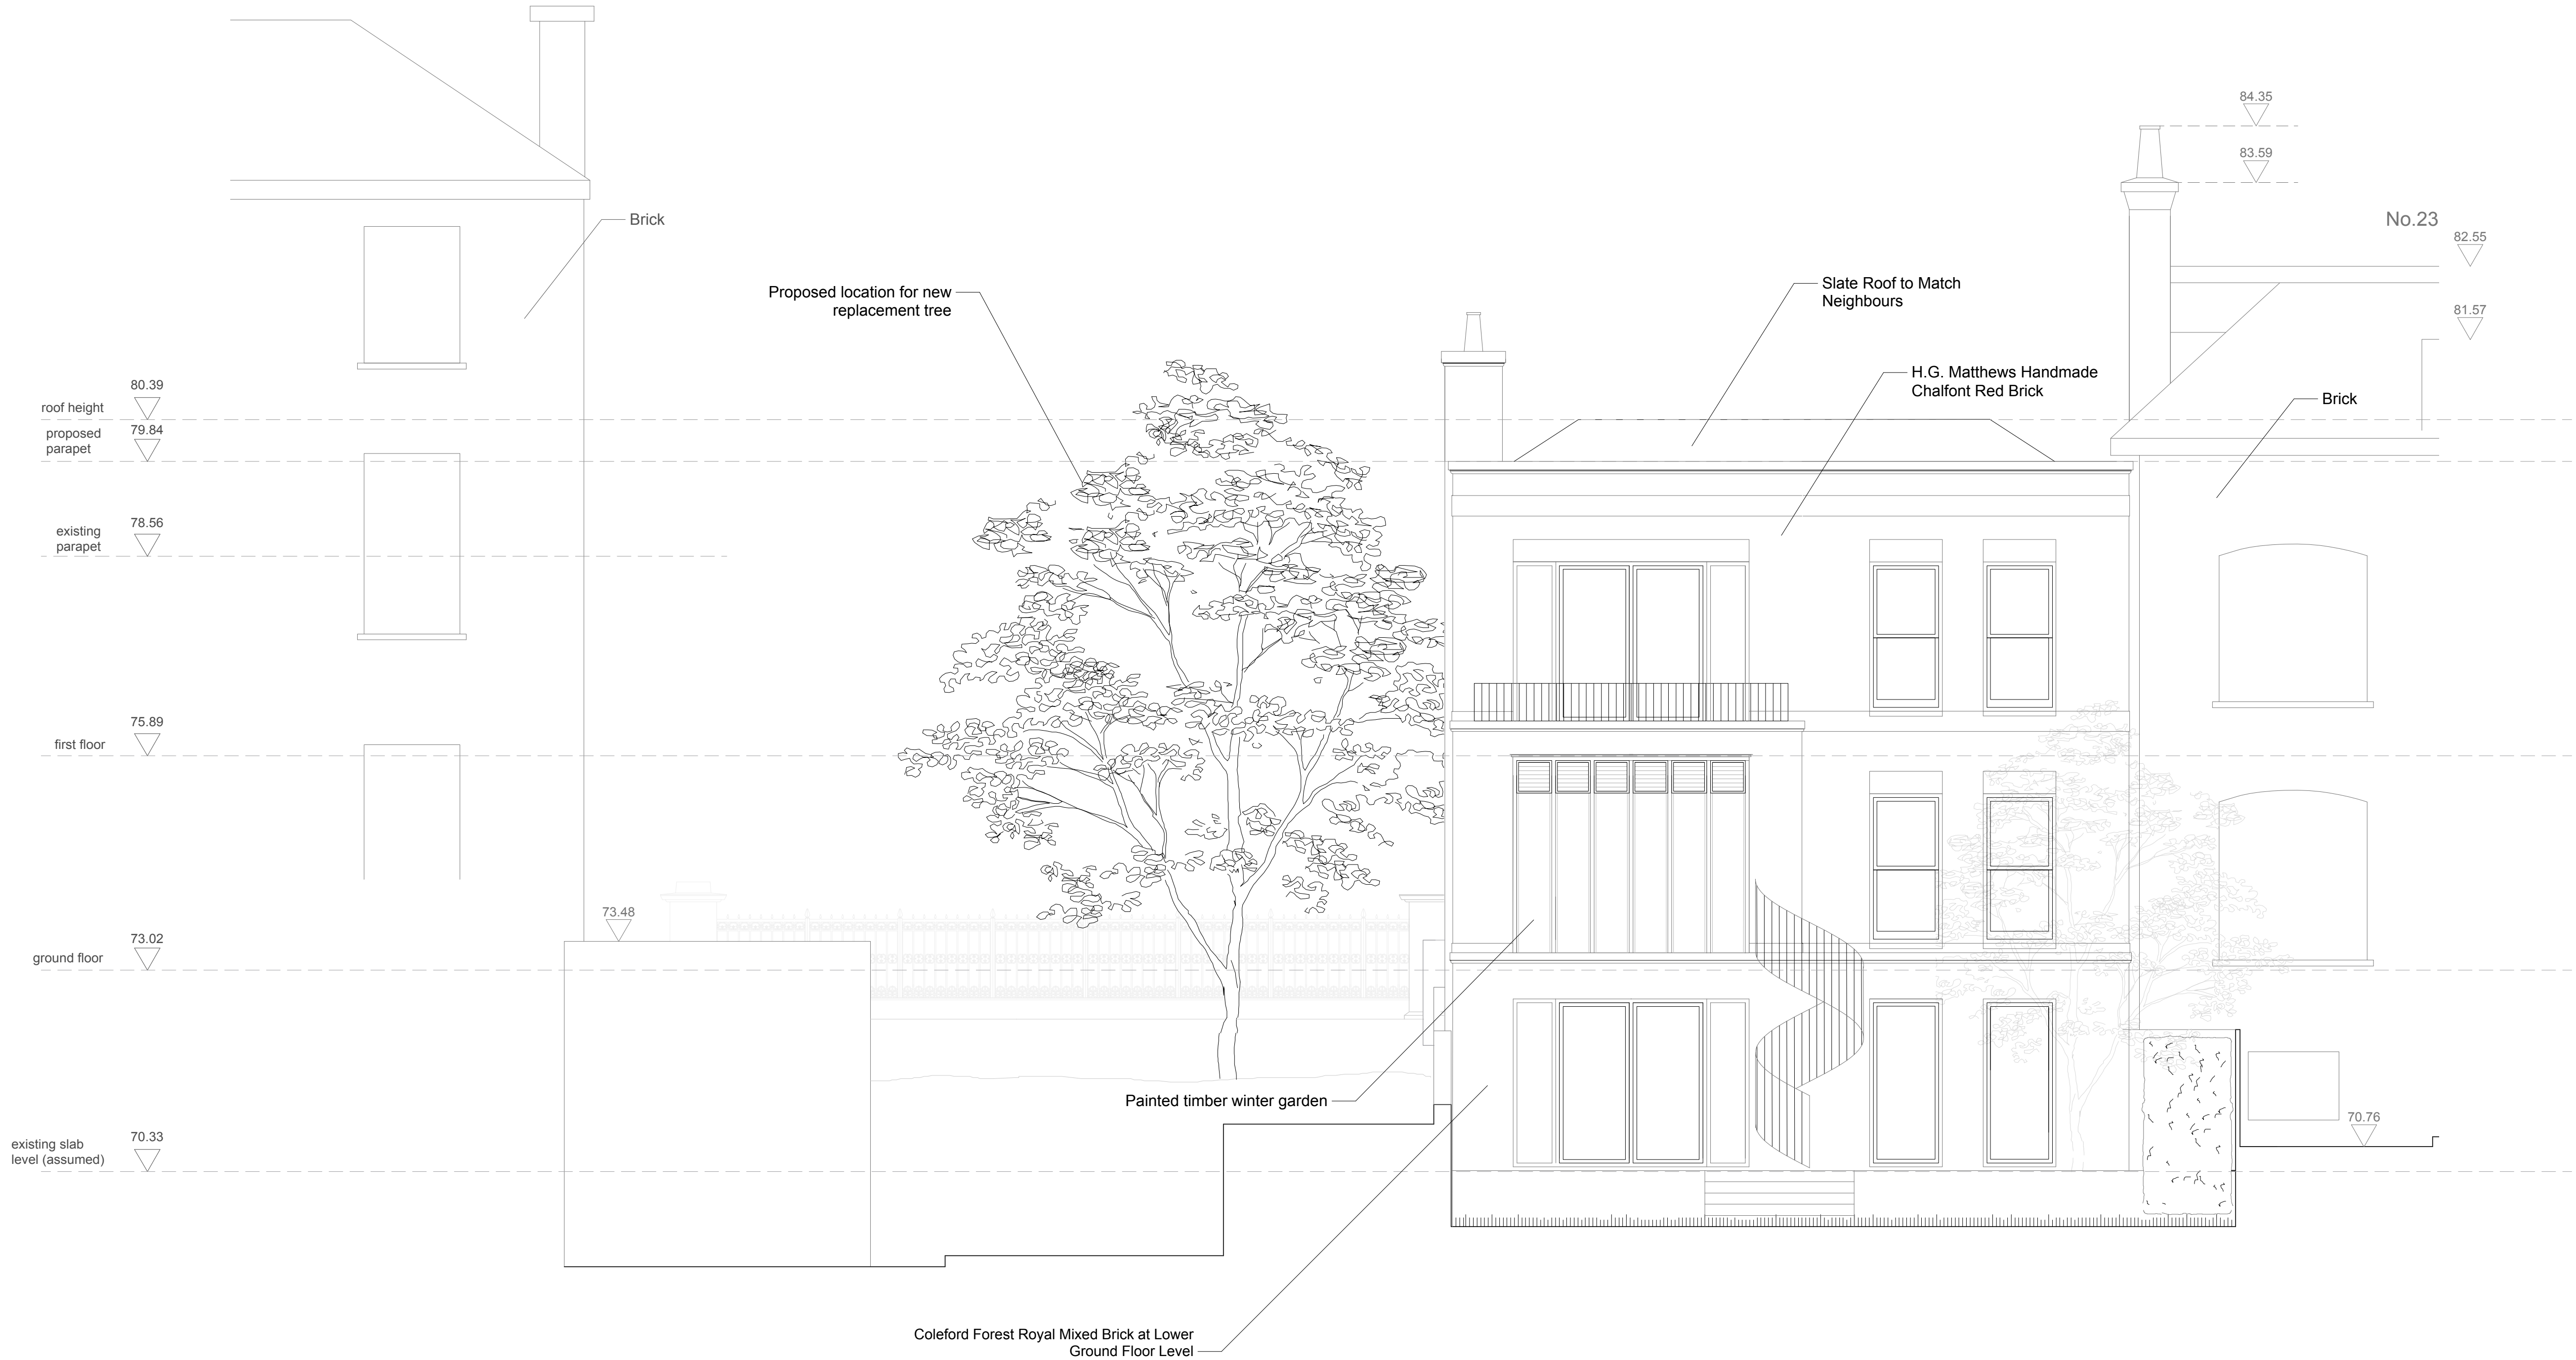 84.35
83.59
No.23
82.55
Brick
Slate Roof to Match
Neighbours
Proposed location for new
replacement tree
81.57
H.G. Matthews Handmade
Chalfont Red Brick
Brick
80.39
roof height
79.84
proposed
parapet
78.56
existing
parapet
75.89
first floor
73.48
73.02
ground floor
Painted timber winter garden
70.76
70.33
existing slab
level (assumed)
Coleford Forest Royal Mixed Brick at Lower
Ground Floor Level